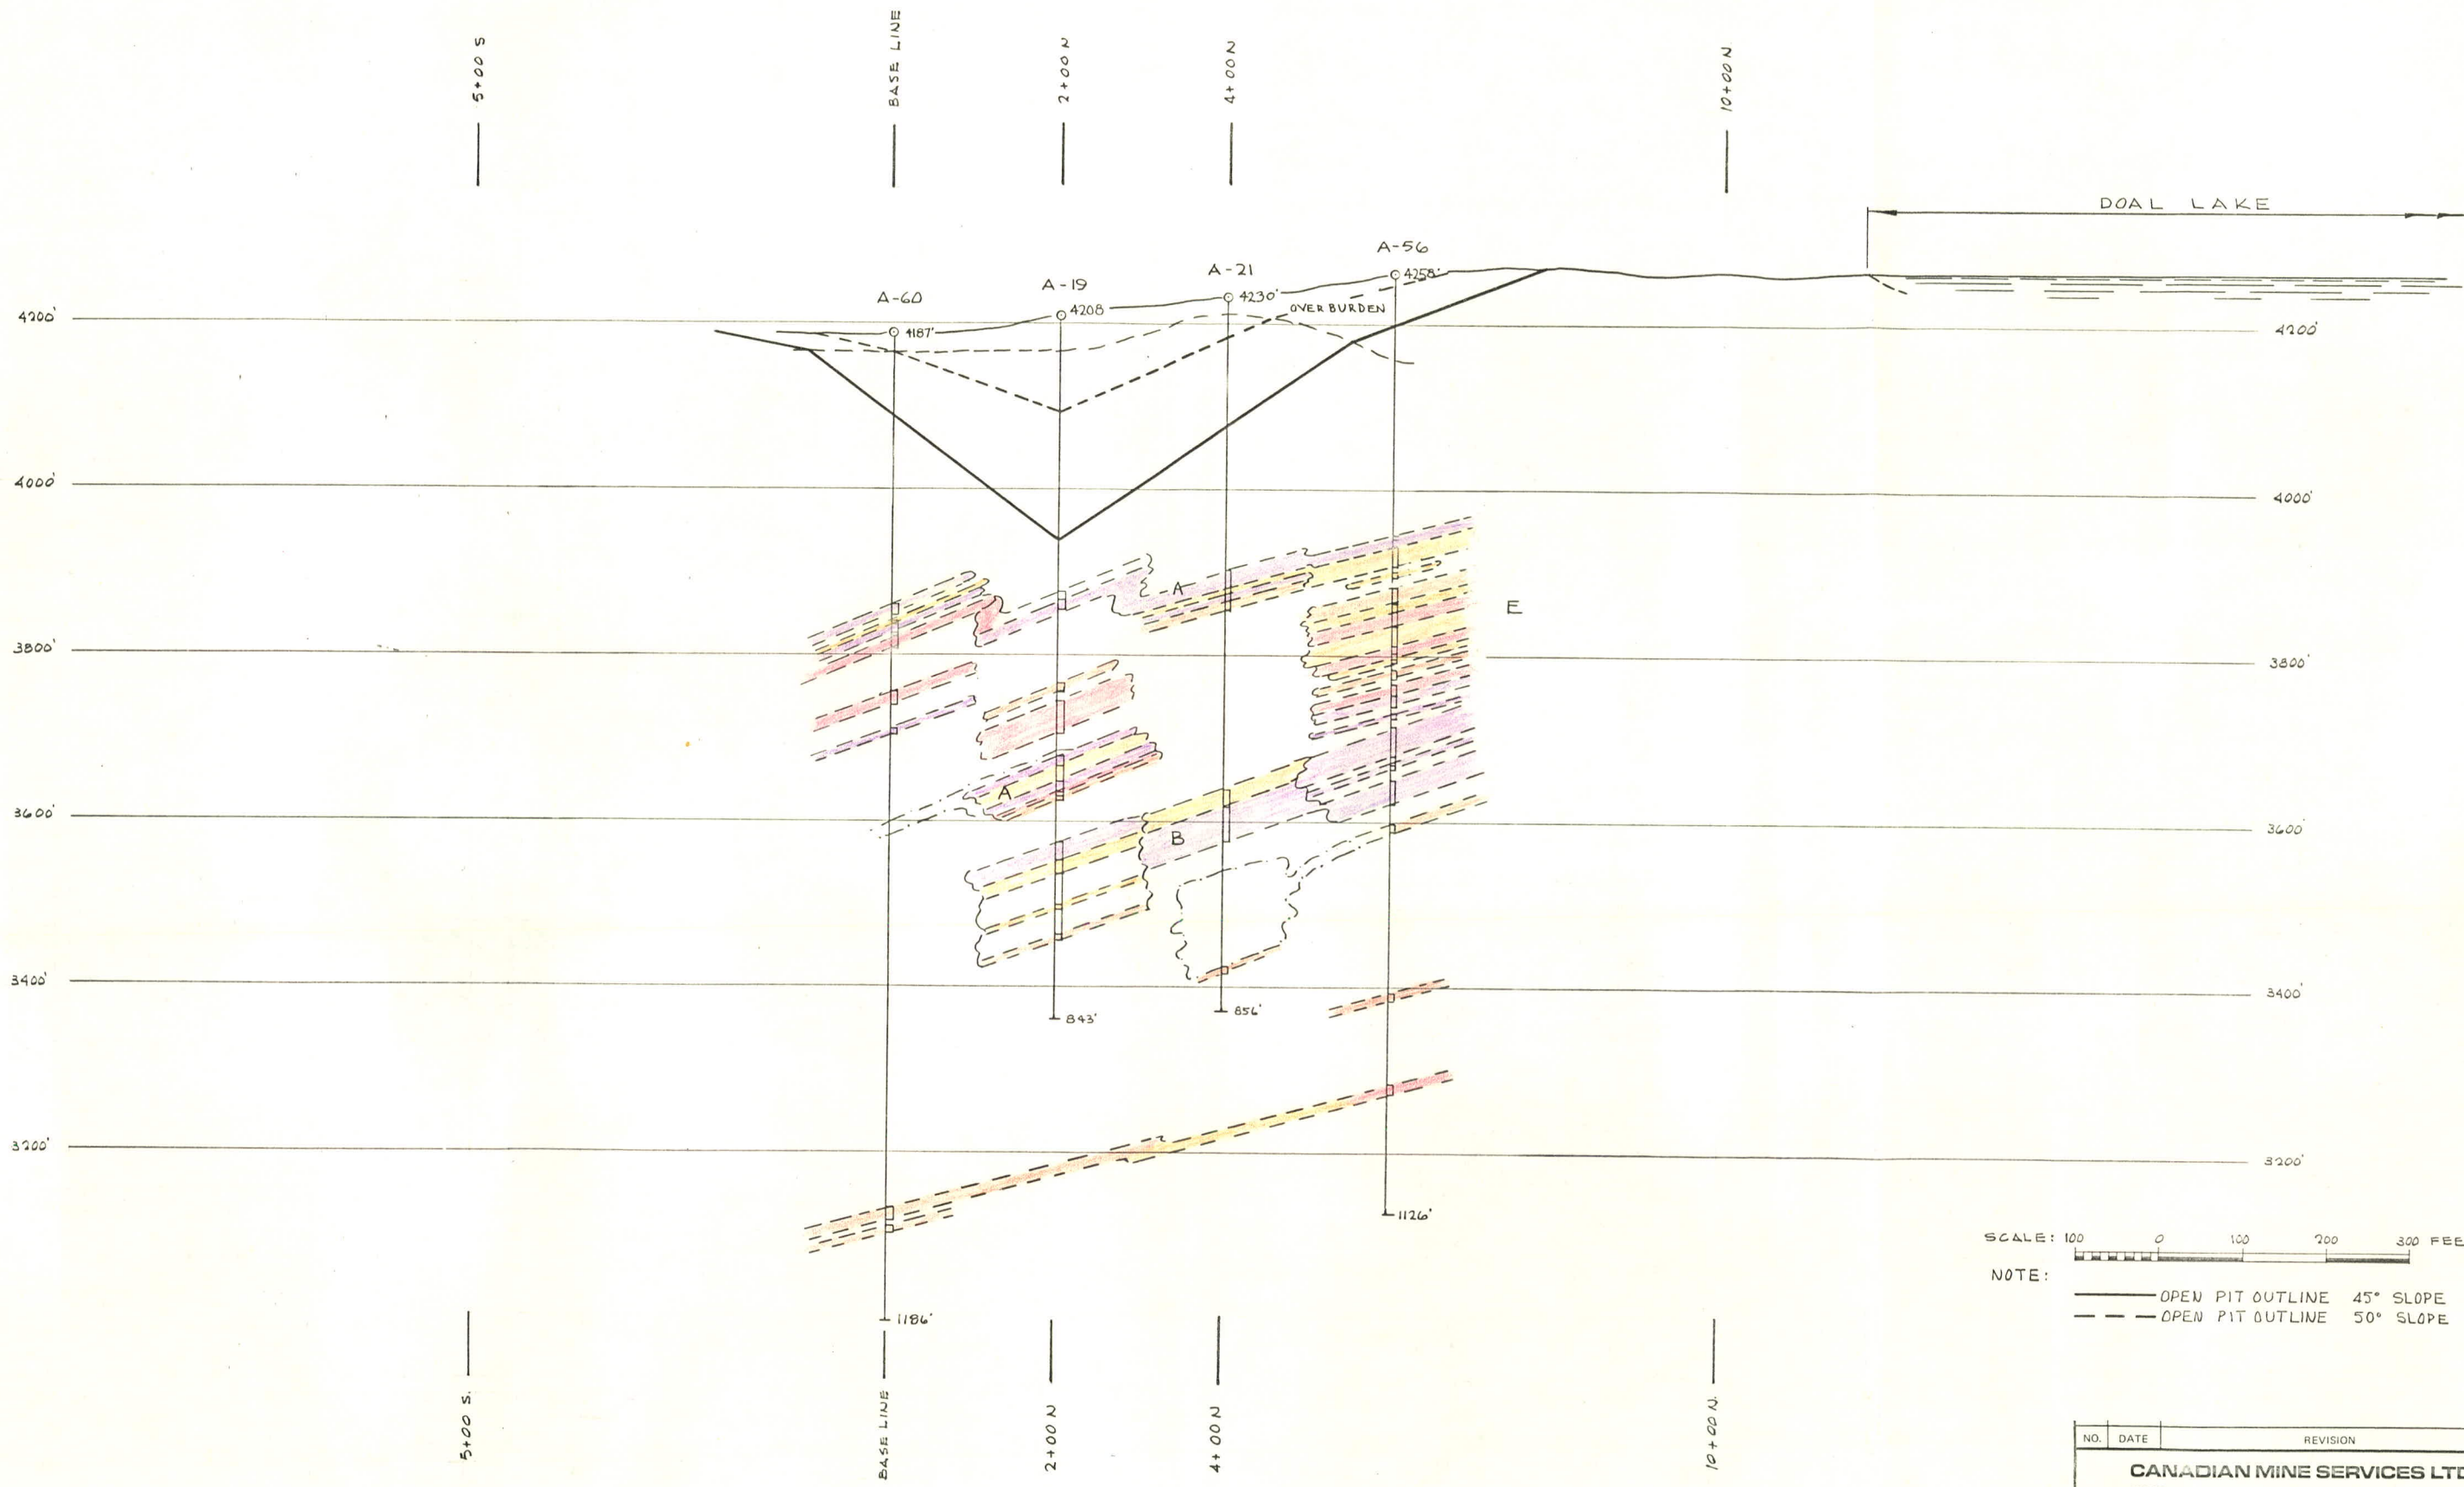 5+00 S
BASE LINE
2+00 N
4+00 N
10+00 N
DOAL LAKE
A-56
4258'
A-21
4230'
A-19
4208
A-60
4187'
OVERBURDEN
4200'
4200'
4000'
4000'
A
E
3800'
3800'
A
3600'
3600'
B
3400'
3400'
843'
856'
3200'
3200'
1126'
1186'
SCALE: 100 0 100 200 300 FEE
NOTE:
OPEN PIT OUTLINE 45° SLOPE
OPEN PIT OUTLINE 50° SLOPE
5+00 S.
BASE LINE
2+00 N
4+00 N
10+00 N.
NO. DATE REVISION
CANADIAN MINE SERVICES LTD